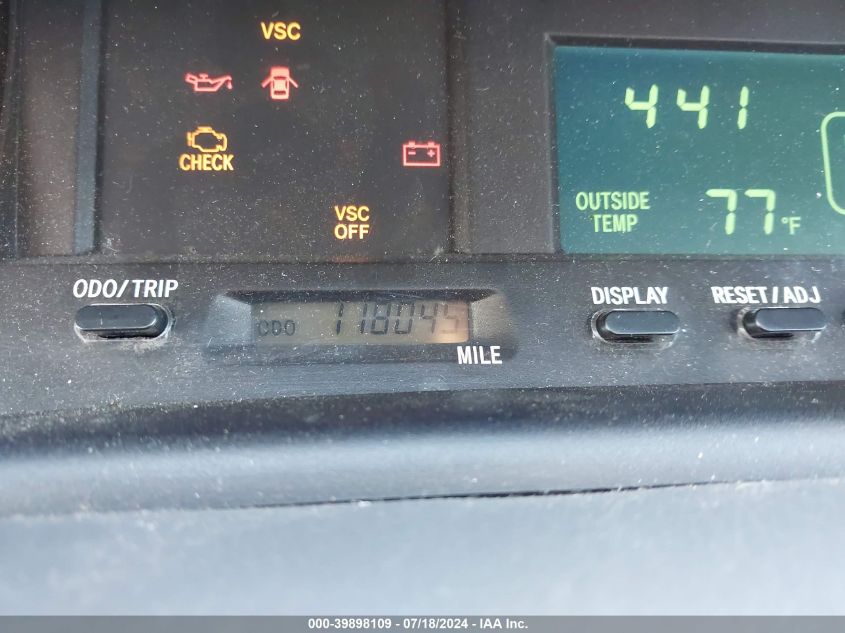 VSC
CHECK
VSC
OFF
441
OUTSIDE
TEMP
77°F
ODO/TRIP
ODO 118045
MILE
DISPLAY
RESET/ADJ
000-39898109 - 07/18/2024 - IAA Inc.